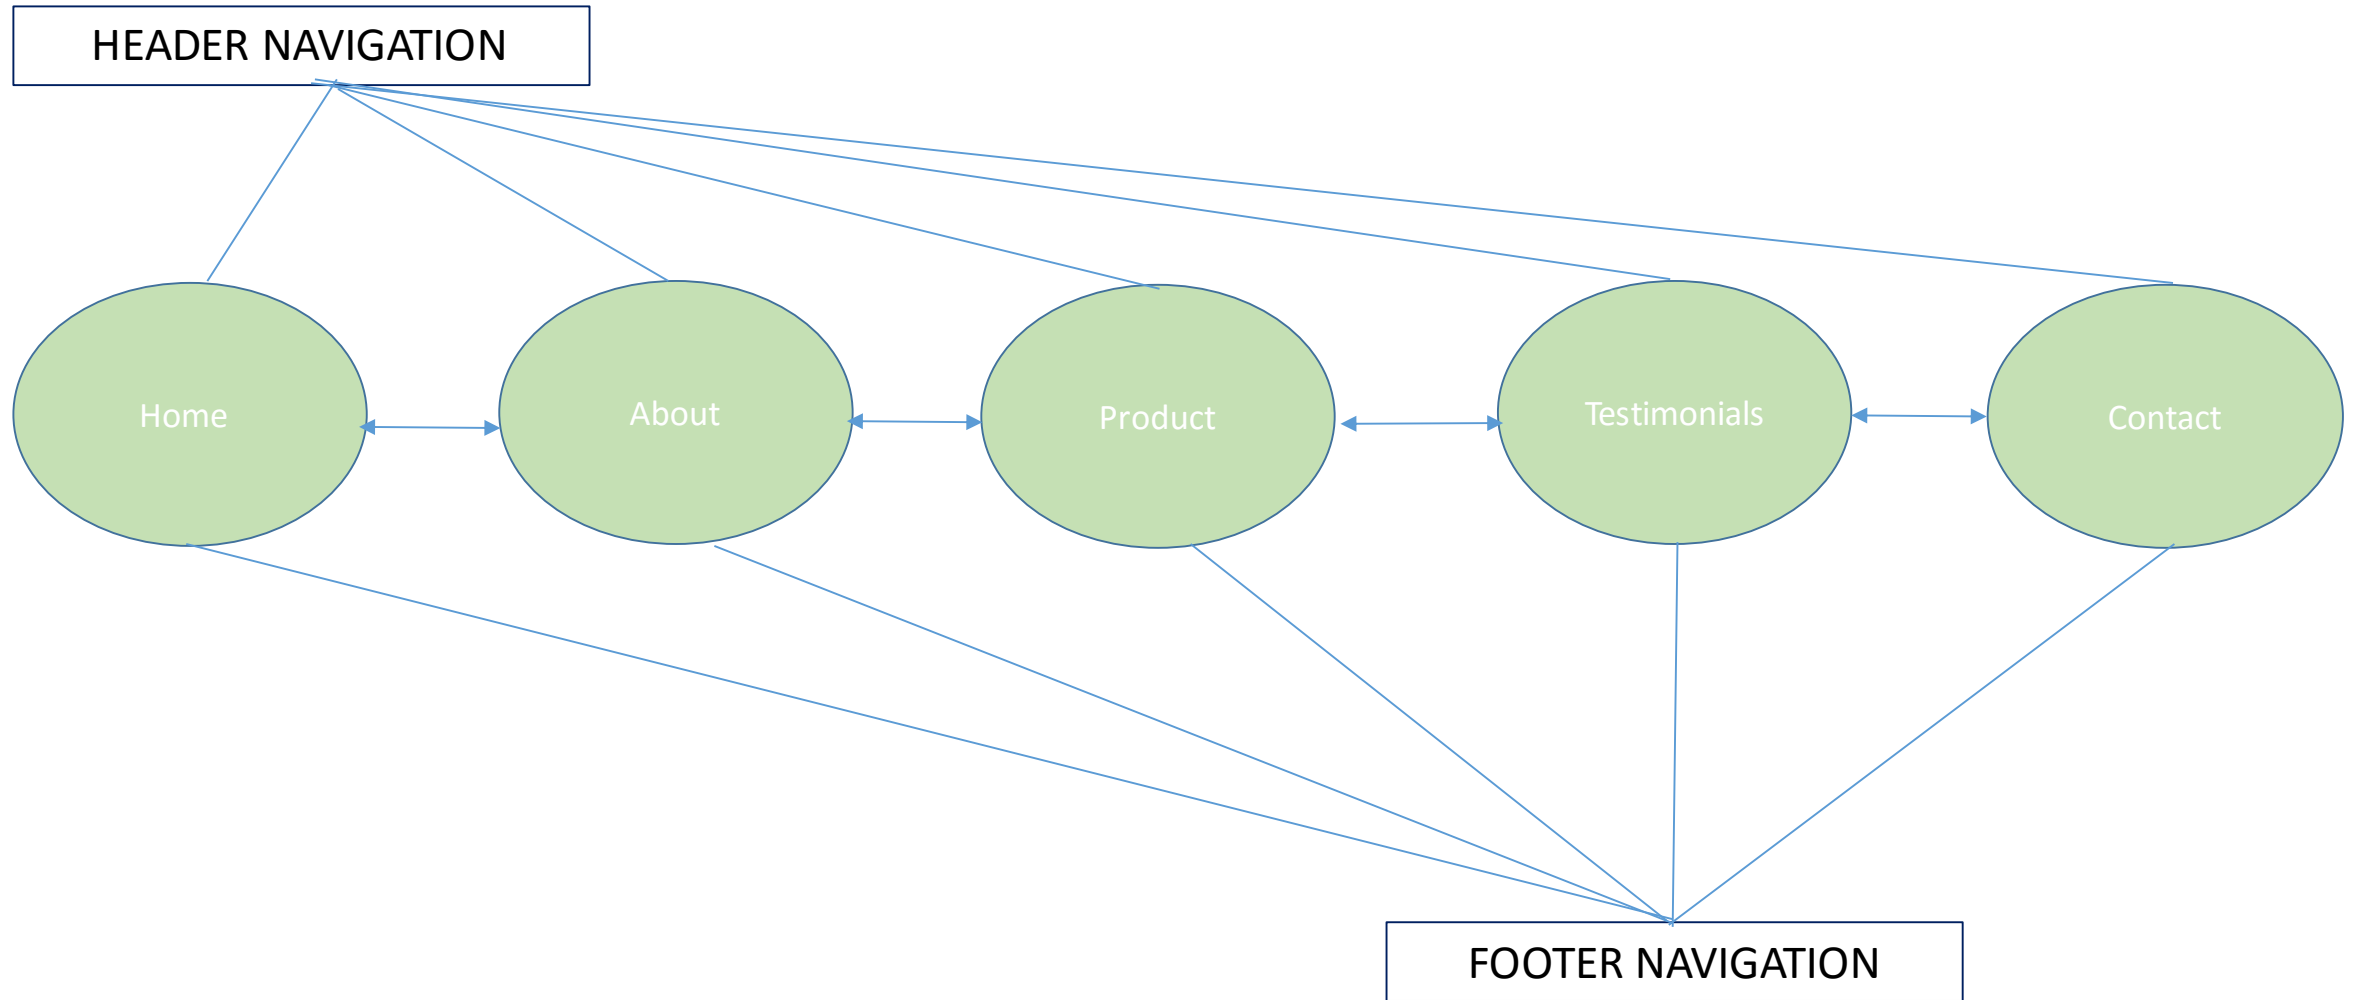 HEADER NAVIGATION
Home
About
Product
Testimonials
Contact
FOOTER NAVIGATION